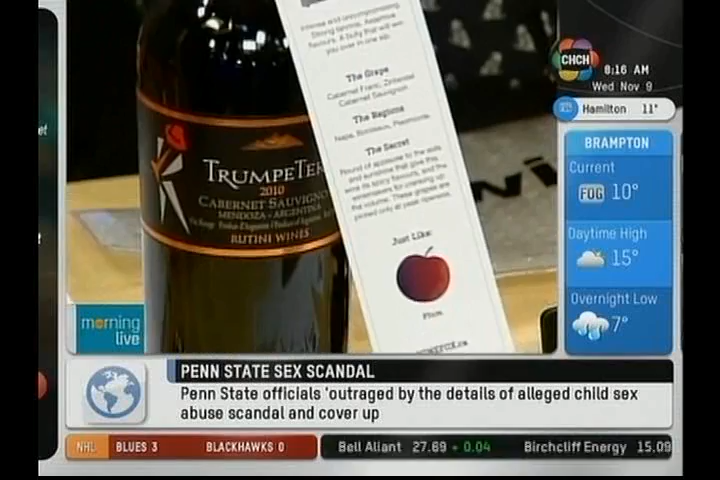 Intense and uncompromising.
Strong tannins. Assertive
flavours. A bully that will win
you over in one sip.
The Grape
Cabernet Franc, Zinfandel
Cabernet Sauvignon
The Regions
Napa, Bordeaux, Piemonte
The Secret
Just Like:
Plum
TRUMPETER
2010
CABERNET SAUVIGNO
MENDOZA - ARGENTINA
RUTINI WINES
CHCH
8:16 AM
Wed Nov 9
Hamilton 11°
BRAMPTON
Current
FOG 10°
Daytime High
15°
Overnight Low
7°
morning
live
PENN STATE SEX SCANDAL
Penn State officials 'outraged by the details of alleged child sex
abuse scandal and cover up
NHL BLUES 3 BLACKHAWKS 0 Bell Aliant 27.69 + 0.04 Birchcliff Energy 15.09